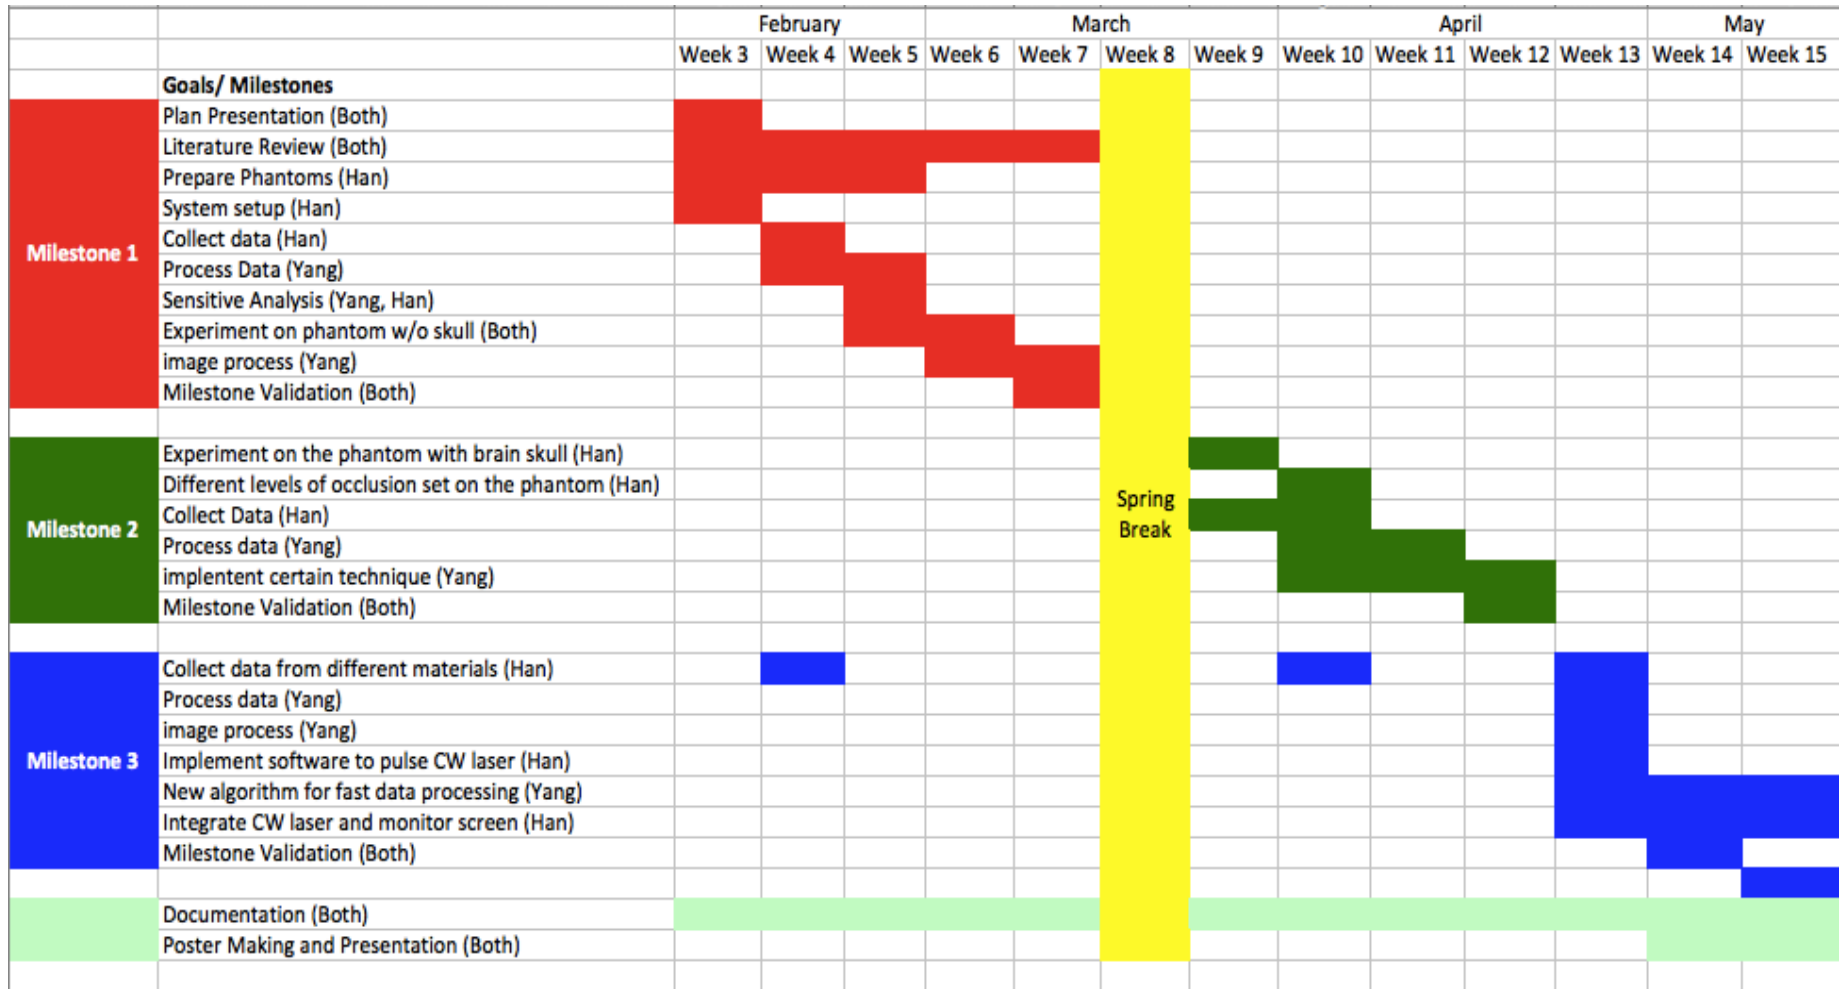 February March April May
Week 3 Week 4 Week 5 Week 6 Week 7 Week 8 Week 9 Week 10 Week 11 Week 12 Week 13 Week 14 Week 15
Goals/ Milestones
Milestone 1
Plan Presentation (Both)
Literature Review (Both)
Prepare Phantoms (Han)
System setup (Han)
Collect data (Han)
Process Data (Yang)
Sensitive Analysis (Yang, Han)
Experiment on phantom w/o skull (Both)
image process (Yang)
Milestone Validation (Both)
Spring
Break
Milestone 2
Experiment on the phantom with brain skull (Han)
Different levels of occlusion set on the phantom (Han)
Collect Data (Han)
Process data (Yang)
implentent certain technique (Yang)
Milestone Validation (Both)
Milestone 3
Collect data from different materials (Han)
Process data (Yang)
image process (Yang)
Implement software to pulse CW laser (Han)
New algorithm for fast data processing (Yang)
Integrate CW laser and monitor screen (Han)
Milestone Validation (Both)
Documentation (Both)
Poster Making and Presentation (Both)